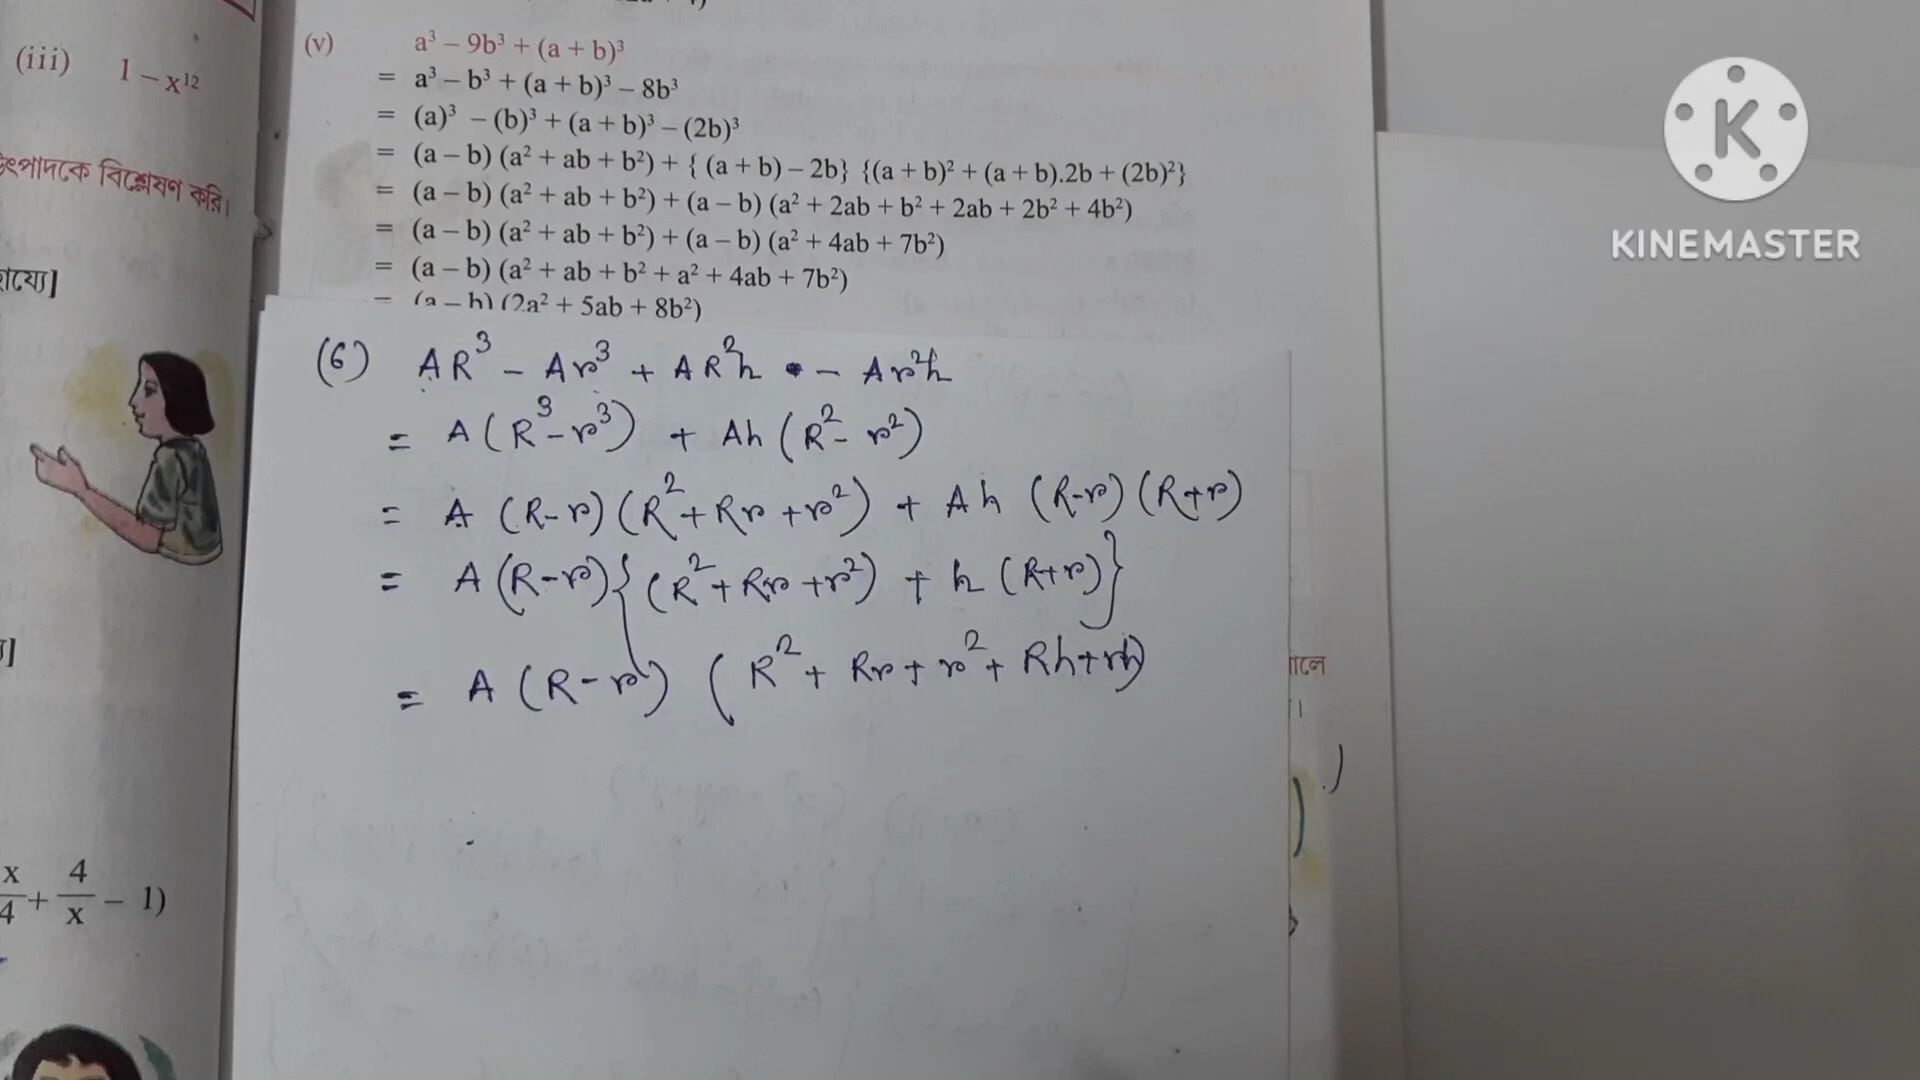 (iii) 1 – x¹²
বিশ্লেষণ করি।
(v) a³ – 9b³ + (a + b)³
= a³ – b³ + (a + b)³ – 8b³
= (a)³ – (b)³ + (a + b)³ – (2b)³
= (a – b) (a² + ab + b²) + { (a + b) – 2b} {(a + b)² + (a + b).2b + (2b)²}
= (a – b) (a² + ab + b²) + (a – b) (a² + 2ab + b² + 2ab + 2b² + 4b²)
= (a – b) (a² + ab + b²) + (a – b) (a² + 4ab + 7b²)
= (a – b) (a² + ab + b² + a² + 4ab + 7b²)
= (a – b) (2a² + 5ab + 8b²)
(6) AR³ - Ar³ + AR²h - Ar²h
= A(R³-r³) + Ah(R²-r²)
= A (R-r)(R²+Rr+r²) + Ah (R-r)(R+r)
= A(R-r){(R²+Rr+r²) + h(R+r)}
= A(R-r) (R²+Rr+r²+Rh+rh)
x/4 + 4/x – 1)
KINEMASTER